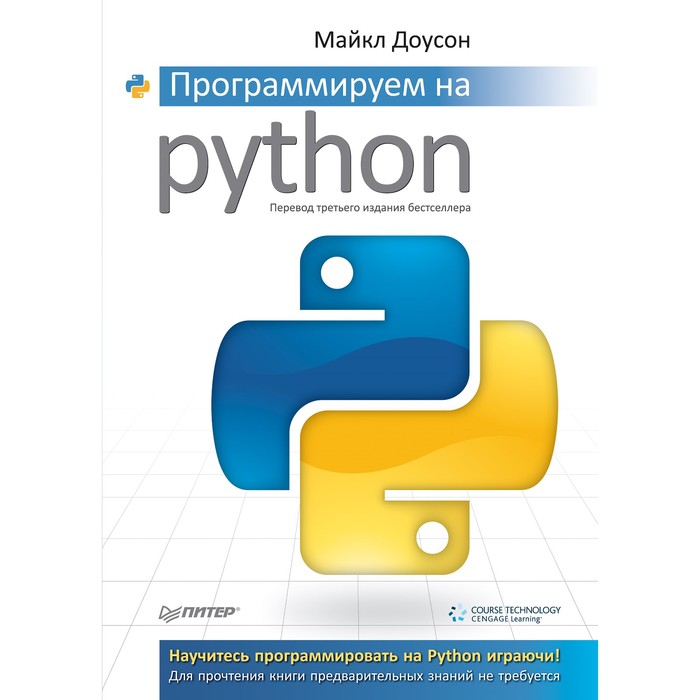 Майкл Доусон
Программируем на
python
Перевод третьего издания бестселлера
ПИТЕР®
COURSE TECHNOLOGY
CENGAGE Learning™
Научитесь программировать на Python играючи!
Для прочтения книги предварительных знаний не требуется